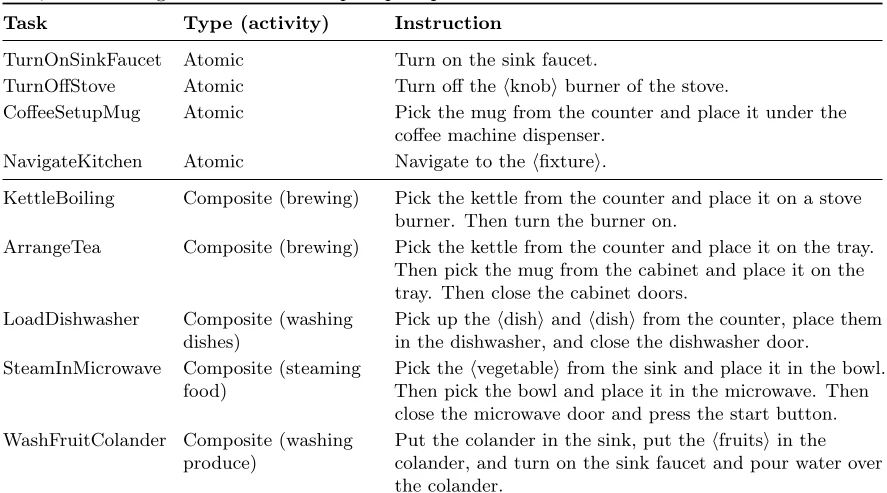 Task Type (activity) Instruction
TurnOnSinkFaucet Atomic Turn on the sink faucet.
TurnOffStove Atomic Turn off the ⟨knob⟩ burner of the stove.
CoffeeSetupMug Atomic Pick the mug from the counter and place it under the
coffee machine dispenser.
NavigateKitchen Atomic Navigate to the ⟨fixture⟩.
KettleBoiling Composite (brewing) Pick the kettle from the counter and place it on a stove
burner. Then turn the burner on.
ArrangeTea Composite (brewing) Pick the kettle from the counter and place it on the tray.
Then pick the mug from the cabinet and place it on the
tray. Then close the cabinet doors.
LoadDishwasher Composite (washing Pick up the ⟨dish⟩ and ⟨dish⟩ from the counter, place them
dishes) in the dishwasher, and close the dishwasher door.
SteamInMicrowave Composite (steaming Pick the ⟨vegetable⟩ from the sink and place it in the bowl.
food) Then pick the bowl and place it in the microwave. Then
close the microwave door and press the start button.
WashFruitColander Composite (washing Put the colander in the sink, put the ⟨fruits⟩ in the
produce) colander, and turn on the sink faucet and pour water over
the colander.